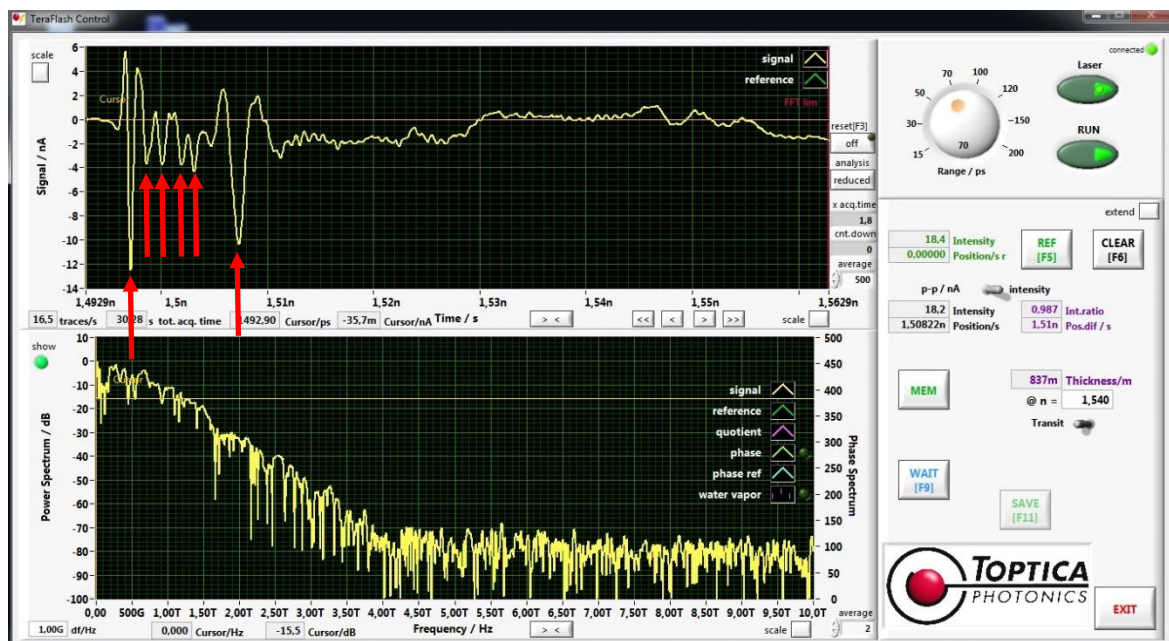 TeraFlash Control
scale
6
4
2
0
-2
-4
-6
-8
-10
-12
-14
Signal / nA
Curso
signal
reference
FFT lim
1,4929n 1,5n 1,51n 1,52n 1,53n 1,54n 1,55n 1,5629n
reset[F3]
off
analysis
reduced
x acq.time
1,8
cnt.down
0
average
500
16,5 traces/s 30,28 s tot. acq. time 1492,90 Cursor/ps -35,7m Cursor/nA Time / s > < << < > >> scale
show
10
0
-10
-20
-30
-40
-50
-60
-70
-80
-90
-100
Power Spectrum / dB
Cursor
signal
reference
quotient
phase
phase ref
water vapor
500
450
400
350
300
250
200
150
100
50
0
Phase Spectrum
0,00 500G 1,00T 1,50T 2,00T 2,50T 3,00T 3,50T 4,00T 4,50T 5,00T 5,50T 6,00T 6,50T 7,00T 7,50T 8,00T 8,50T 9,00T 9,50T 10,0T
1,00G df/Hz 0,000 Cursor/Hz -15,5 Cursor/dB Frequency / Hz > < scale
average
2
connected
Laser
RUN
15
30
50
70
100
120
150
200
70
Range / ps
extend
18,4 Intensity
0,00000 Position/s r
REF
[F5]
CLEAR
[F6]
p-p / nA intensity
18,2 Intensity 0,987 Int.ratio
1,50822n Position/s 1,51n Pos.dif / s
MEM
837m Thickness/m
@ n = 1,540
Transit
WAIT
[F9]
SAVE
[F11]
TOPTICA
PHOTONICS
EXIT